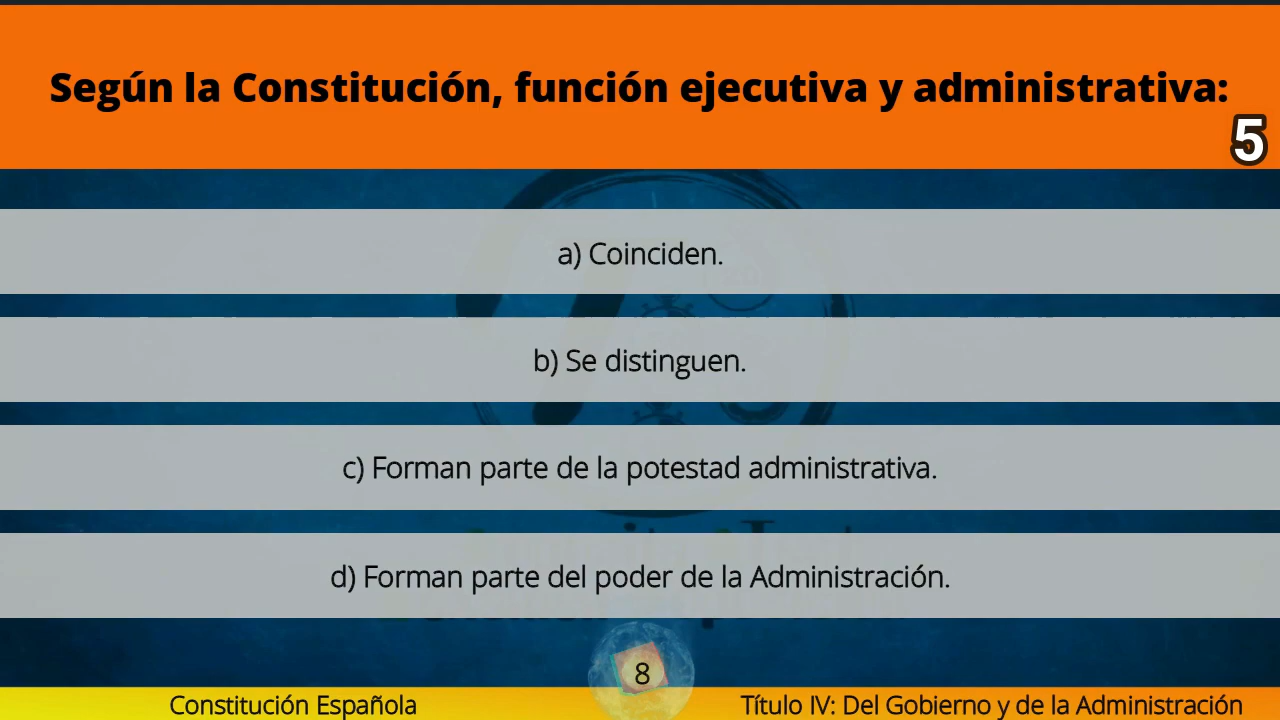 Según la Constitución, función ejecutiva y administrativa:
5
a) Coinciden.
b) Se distinguen.
c) Forman parte de la potestad administrativa.
d) Forman parte del poder de la Administración.
8
Constitución Española
Título IV: Del Gobierno y de la Administración